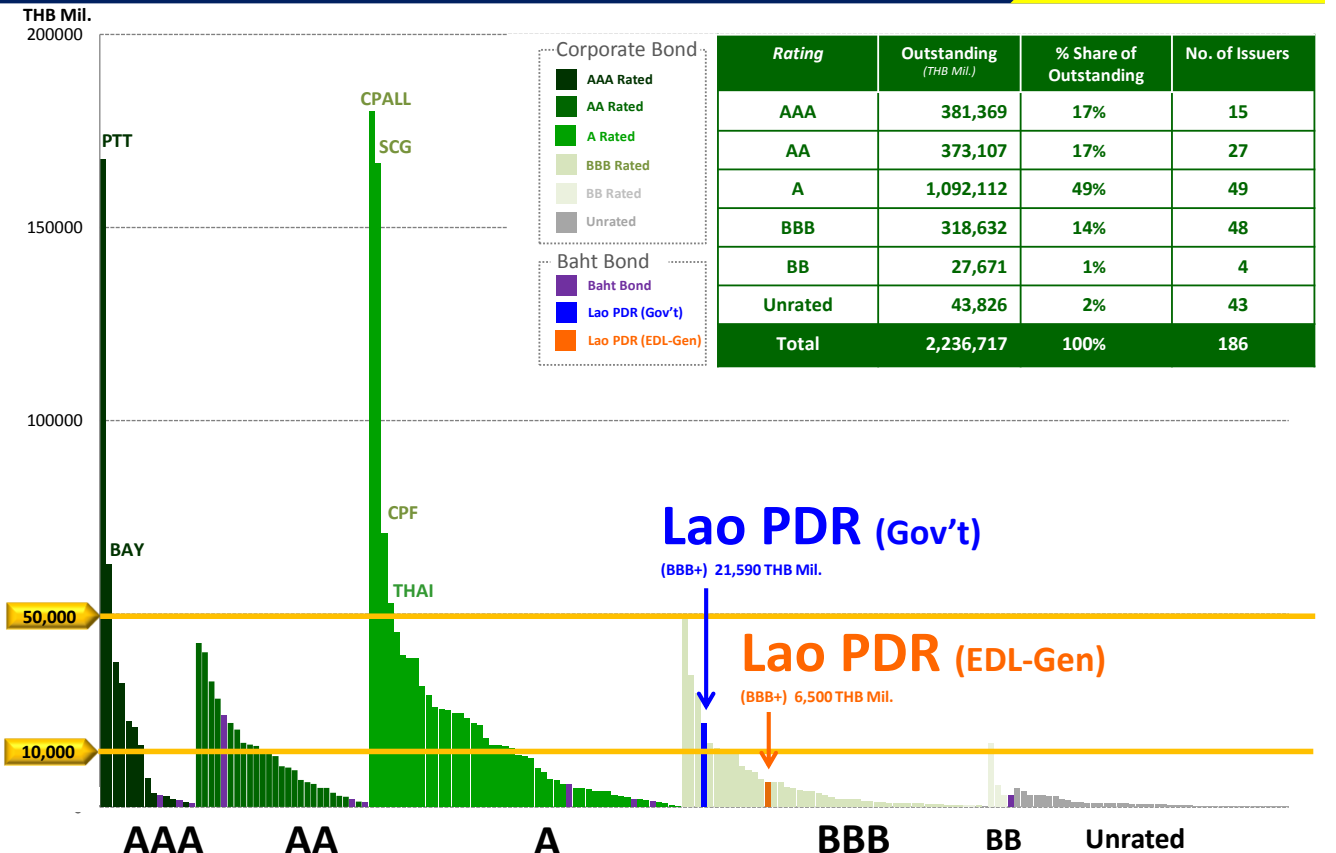 THB Mil.
200000
150000
100000
50,000
10,000
-
PTT
BAY
CPALL
SCG
CPF
THAI
Corporate Bond
AAA Rated
AA Rated
A Rated
BBB Rated
BB Rated
Unrated
Baht Bond
Baht Bond
Lao PDR (Gov't)
Lao PDR (EDL-Gen)
Rating Outstanding (THB Mil.) % Share of Outstanding No. of Issuers
AAA 381,369 17% 15
AA 373,107 17% 27
A 1,092,112 49% 49
BBB 318,632 14% 48
BB 27,671 1% 4
Unrated 43,826 2% 43
Total 2,236,717 100% 186
Lao PDR (Gov't)
(BBB+) 21,590 THB Mil.
Lao PDR (EDL-Gen)
(BBB+) 6,500 THB Mil.
AAA AA A BBB BB Unrated